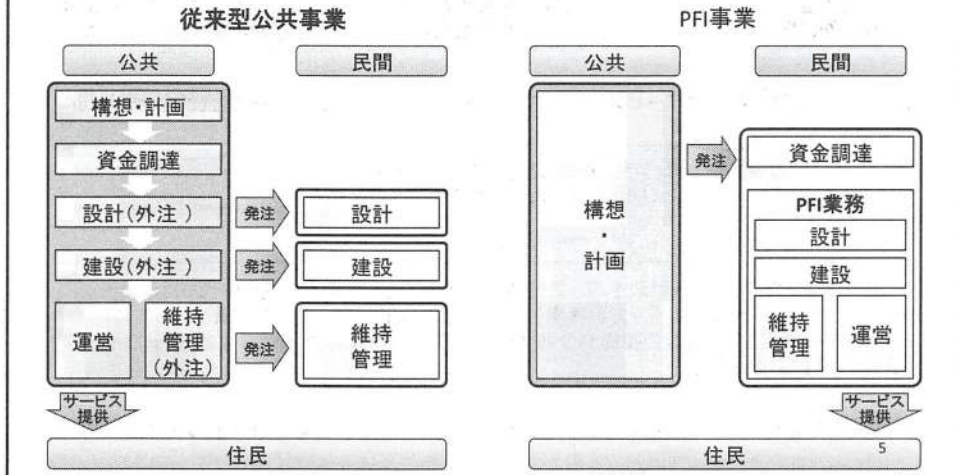 従来型公共事業
公共
民間
構想・計画
資金調達
設計(外注 )
発注
設計
建設(外注 )
発注
建設
運営
維持
管理
(外注)
発注
維持
管理
サービス
提供
住民
PFI事業
公共
民間
構想
・
計画
発注
資金調達
PFI業務
設計
建設
維持
管理
運営
サービス
提供
住民
5